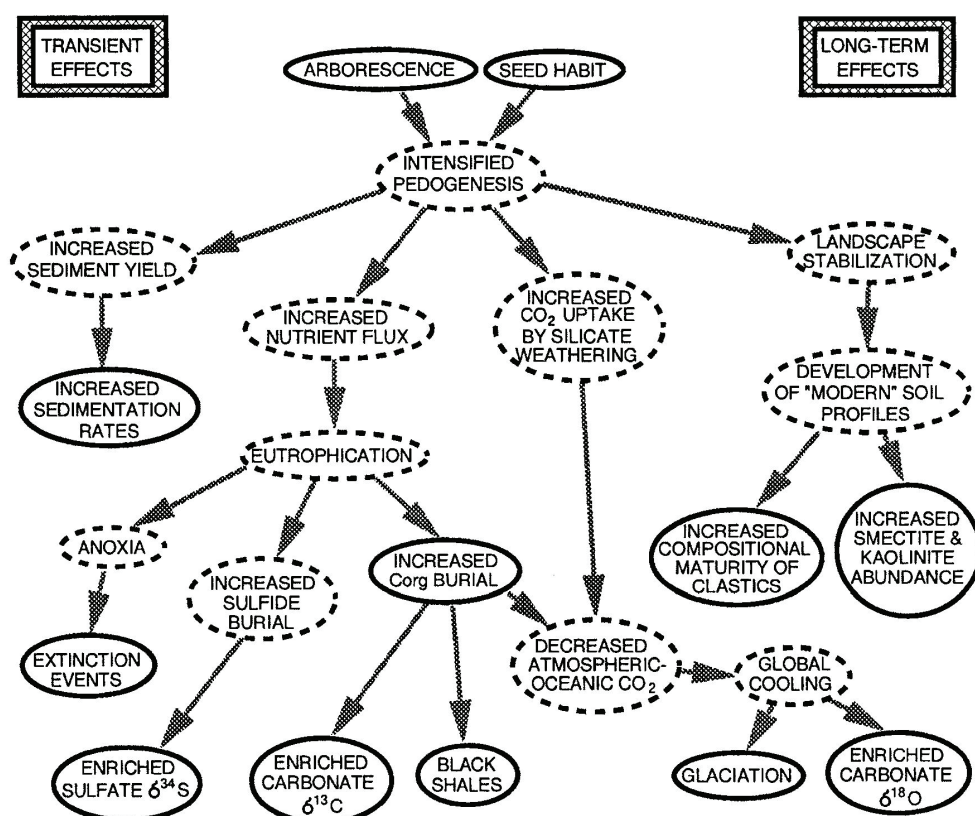 TRANSIENT
EFFECTS
ARBORESCENCE
SEED HABIT
LONG-TERM
EFFECTS
INTENSIFIED
PEDOGENESIS
INCREASED
SEDIMENT YIELD
LANDSCAPE
STABILIZATION
INCREASED
NUTRIENT FLUX
INCREASED
CO₂ UPTAKE
BY SILICATE
WEATHERING
INCREASED
SEDIMENTATION
RATES
DEVELOPMENT
OF "MODERN" SOIL
PROFILES
EUTROPHICATION
ANOXIA
INCREASED
SULFIDE
BURIAL
INCREASED
Corg BURIAL
INCREASED
COMPOSITIONAL
MATURITY OF
CLASTICS
INCREASED
SMECTITE &
KAOLINITE
ABUNDANCE
EXTINCTION
EVENTS
DECREASED
ATMOSPHERIC-
OCEANIC CO₂
GLOBAL
COOLING
ENRICHED
SULFATE δ³⁴S
ENRICHED
CARBONATE
δ¹³C
BLACK
SHALES
GLACIATION
ENRICHED
CARBONATE
δ¹⁸O